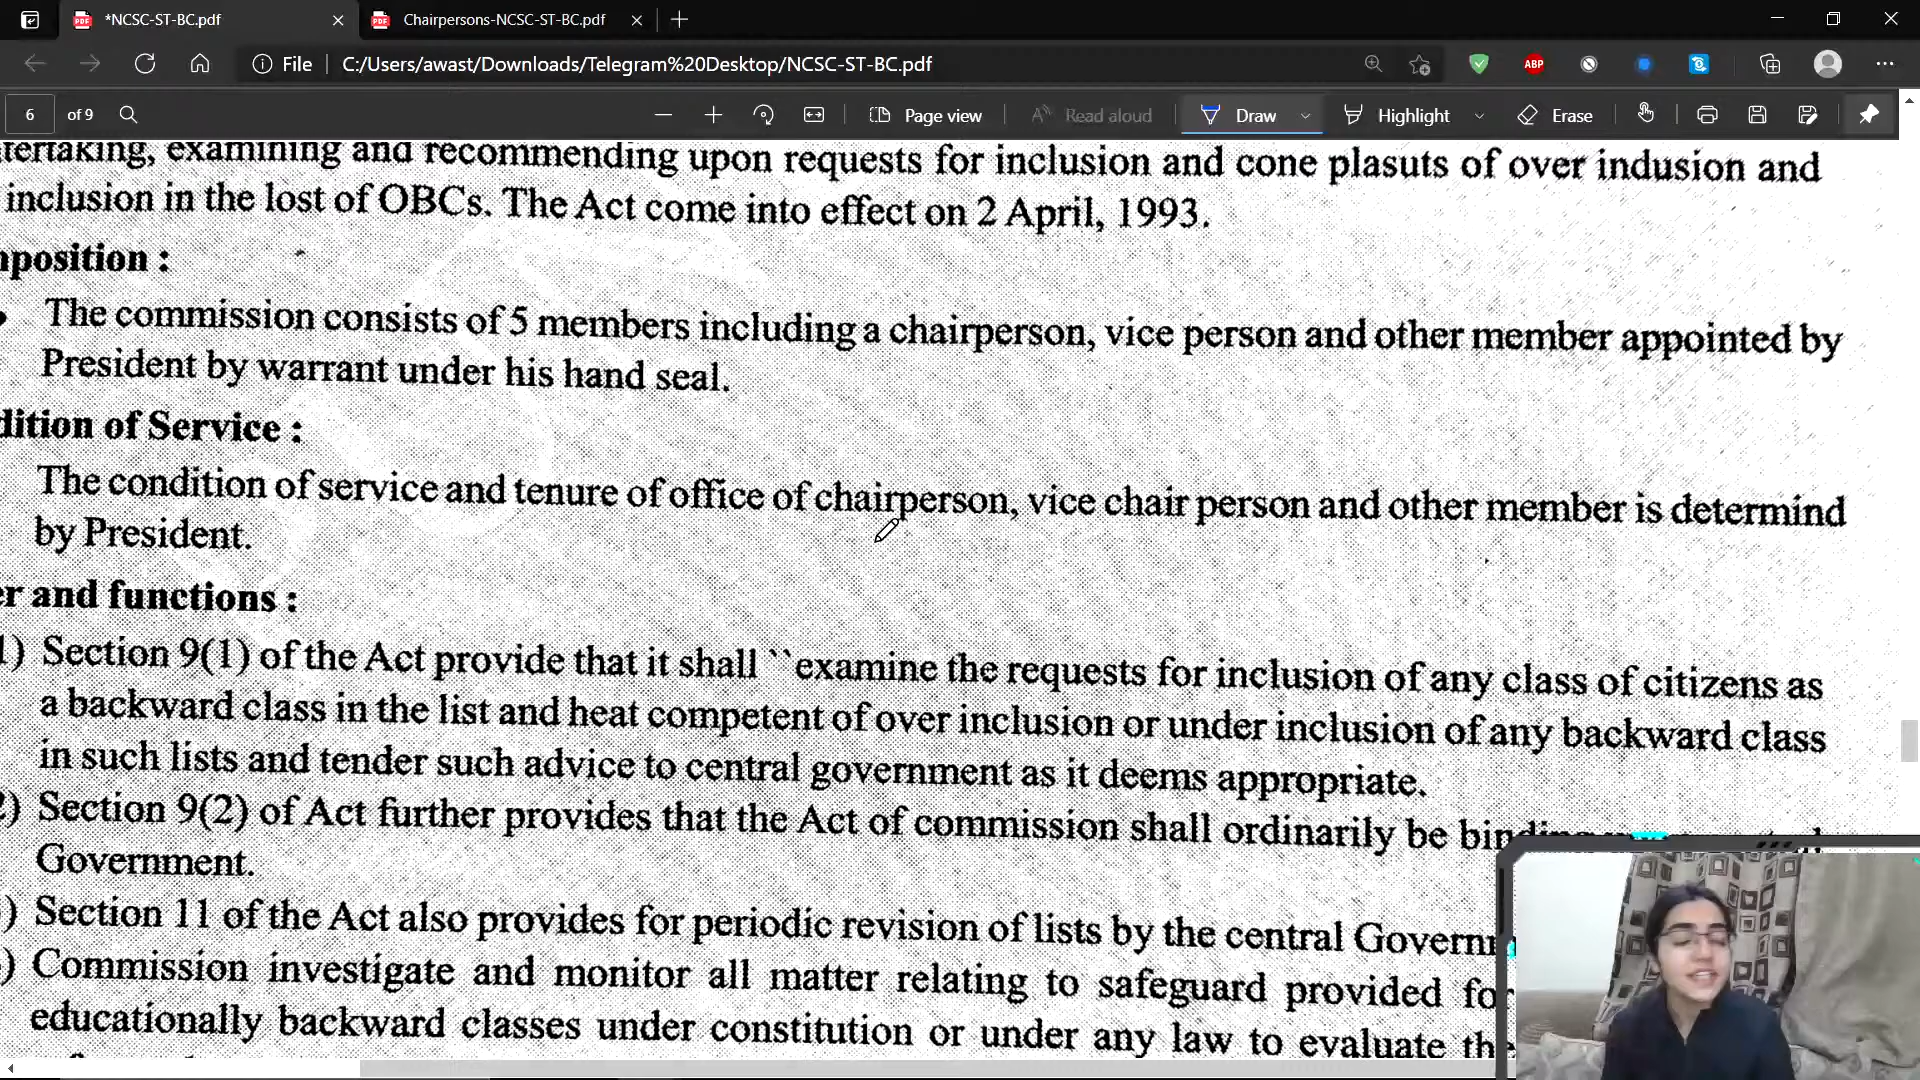 *NCSC-ST-BC.pdf
Chairpersons-NCSC-ST-BC.pdf
File
C:/Users/awast/Downloads/Telegram%20Desktop/NCSC-ST-BC.pdf
ABP
6 of 9
Page view
Read aloud
Draw
Highlight
Erase
tertaking, examining and recommending upon requests for inclusion and cone plasuts of over indusion and
inclusion in the lost of OBCs. The Act come into effect on 2 April, 1993.
nposition :
The commission consists of 5 members including a chairperson, vice person and other member appointed by
President by warrant under his hand seal.
dition of Service :
The condition of service and tenure of office of chairperson, vice chair person and other member is determind
by President.
er and functions :
1) Section 9(1) of the Act provide that it shall ``examine the requests for inclusion of any class of citizens as
a backward class in the list and heat competent of over inclusion or under inclusion of any backward class
in such lists and tender such advice to central government as it deems appropriate.
2) Section 9(2) of Act further provides that the Act of commission shall ordinarily be
Government.
) Section 11 of the Act also provides for periodic revision of lists by the central
) Commission investigate and monitor all matter relating to safeguard provided
educationally backward classes under constitution or under any law to evaluate